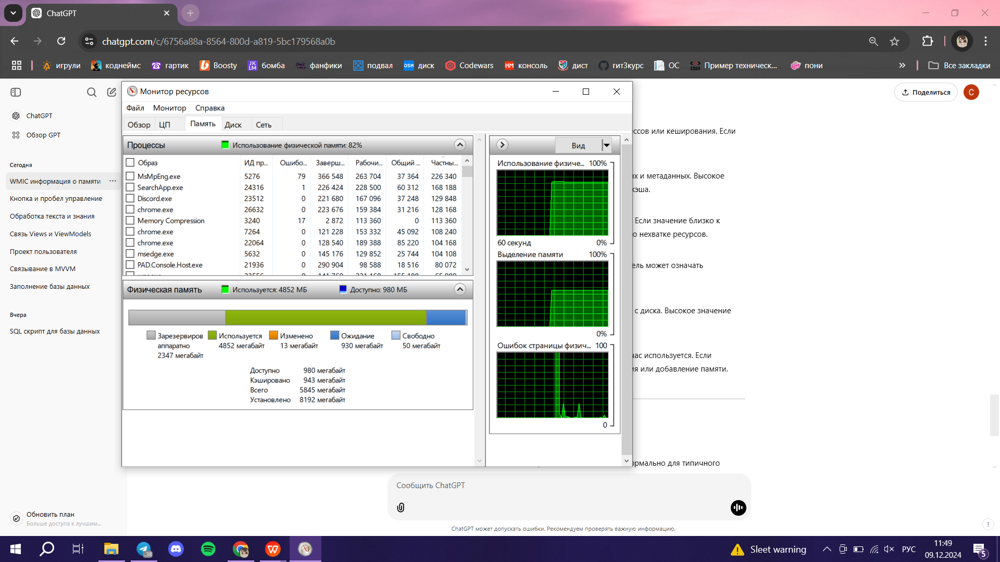 ChatGPT
chatgpt.com/c/6756a88a-8564-800d-a819-5bc179568a0b
игрули коднеймс гартик Boosty JK LM бомба фанфики подвал DSM диск Codewars HM консоль дист гит3курс ОС CODE Пример техническ... пони » Все закладки
Поделиться
C
ChatGPT
Обзор GPT
Сегодня
WMIC информация о памяти ...
Кнопка и пробел управление
Обработка текста и знания
Связь Views и ViewModels
Проект пользователя
Связывание в MVVM
Заполнение базы данных
Вчера
SQL скрипт для базы данных
Обновить план
Больше доступа к лучшим...
Монитор ресурсов
Файл Монитор Справка
Обзор ЦП Память Диск Сеть
Процессы Использование физической памяти: 82%
Образ ИД пр... Ошибо... Заверш... Рабочи... Общий ... Частны...
MsMpEng.exe 5276 79 366 548 263 704 37 364 226 340
SearchApp.exe 24316 1 226 424 228 500 60 312 168 188
Discord.exe 23512 0 221 680 167 096 37 248 129 848
chrome.exe 26632 0 223 676 159 384 31 216 128 168
Memory Compression 3240 17 2 872 113 360 0 113 360
chrome.exe 7264 0 121 228 153 332 45 092 108 240
chrome.exe 22064 0 128 540 189 388 85 220 104 168
msedge.exe 5632 0 145 176 129 852 25 744 104 108
PAD.Console.Host.exe 21936 0 290 904 98 588 18 516 80 072
Физическая память Используется: 4852 МБ Доступно: 980 МБ
Зарезервиров аппаратно 2347 мегабайт
Используется 4852 мегабайт
Изменено 13 мегабайт
Ожидание 930 мегабайт
Свободно 50 мегабайт
Доступно 980 мегабайт
Кэшировано 943 мегабайт
Всего 5845 мегабайт
Установлено 8192 мегабайт
Вид
Использование физиче... 100%
60 секунд 0%
Выделение памяти 100%
0%
Ошибок страницы физич... 100
0
ссов или кеширования. Если
ых и метаданных. Высокое
кэша.
Если значение близко к
о нехватке ресурсов.
ель может означать
с диска. Высокое значение
час используется. Если
ия или добавление памяти.
ормально для типичного
Сообщить ChatGPT
ChatGPT может допускать ошибки. Рекомендуем проверять важную информацию.
?
38
Sleet warning
РУС
11:49
09.12.2024
5